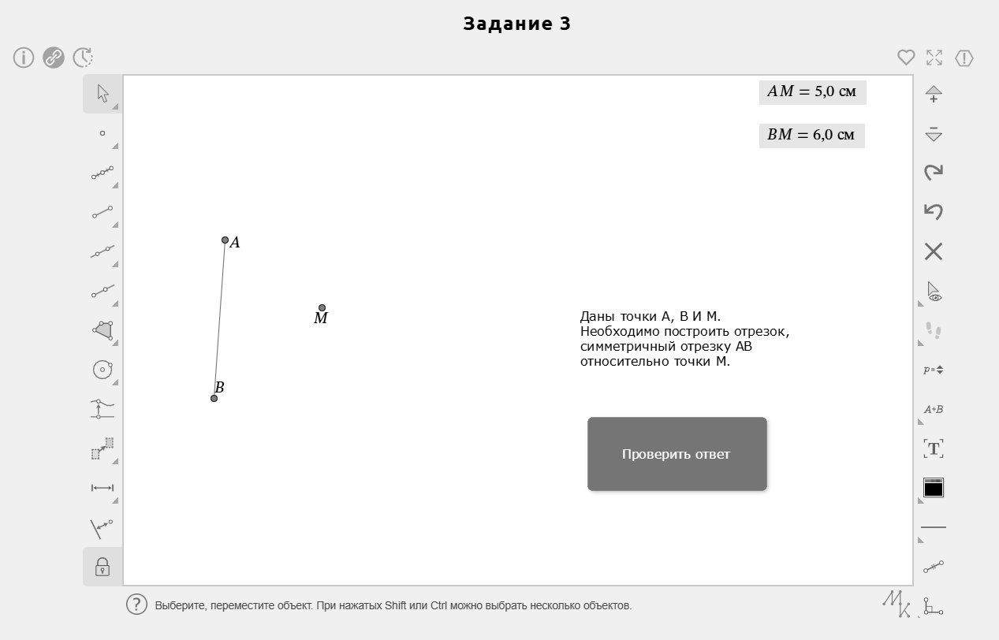 Задание 3
AM = 5,0 см
BM = 6,0 см
A
M
B
Даны точки А, В И М.
Необходимо построить отрезок,
симметричный отрезку АВ
относительно точки М.
Проверить ответ
p=
A+B
T
Выберите, переместите объект. При нажатых Shift или Ctrl можно выбрать несколько объектов.
МК